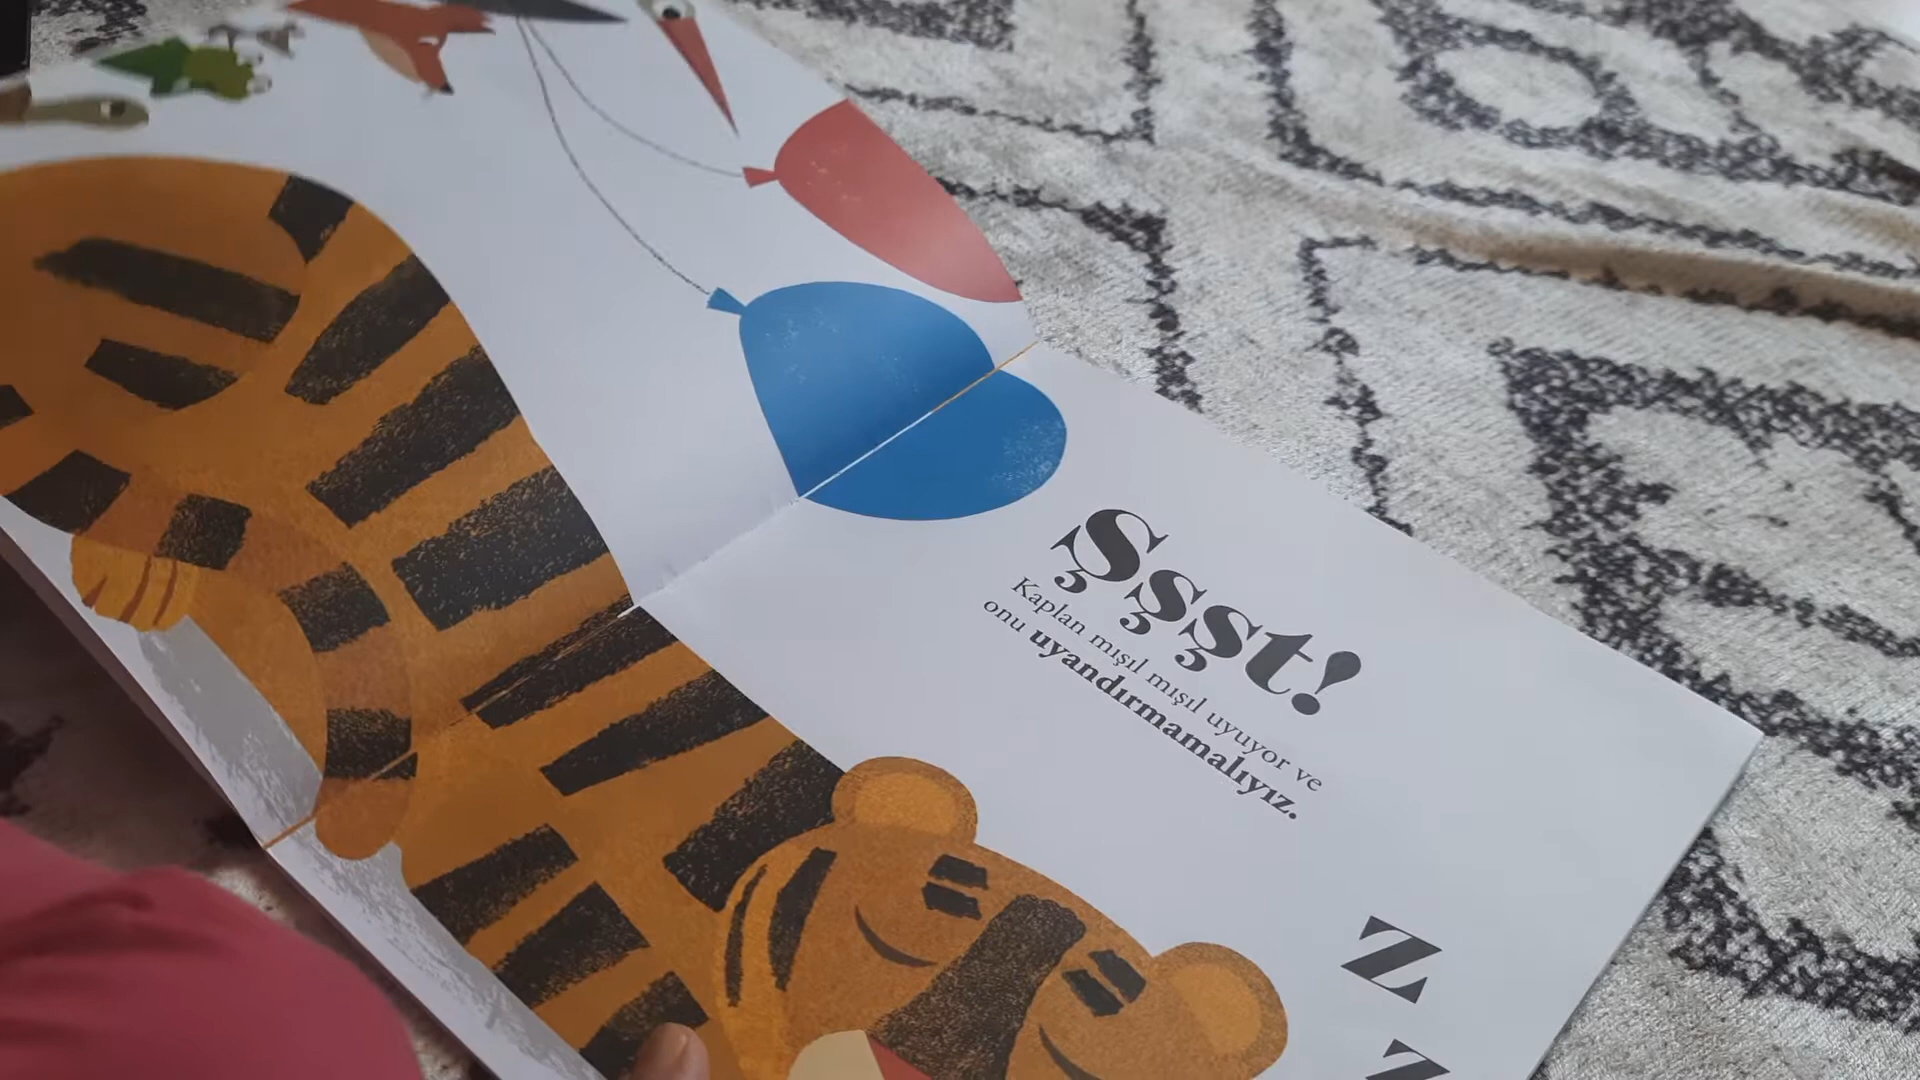 Şşşt!
Kaplan mışıl mışıl uyuyor ve
onu uyandırmamalıyız.
Z
Z